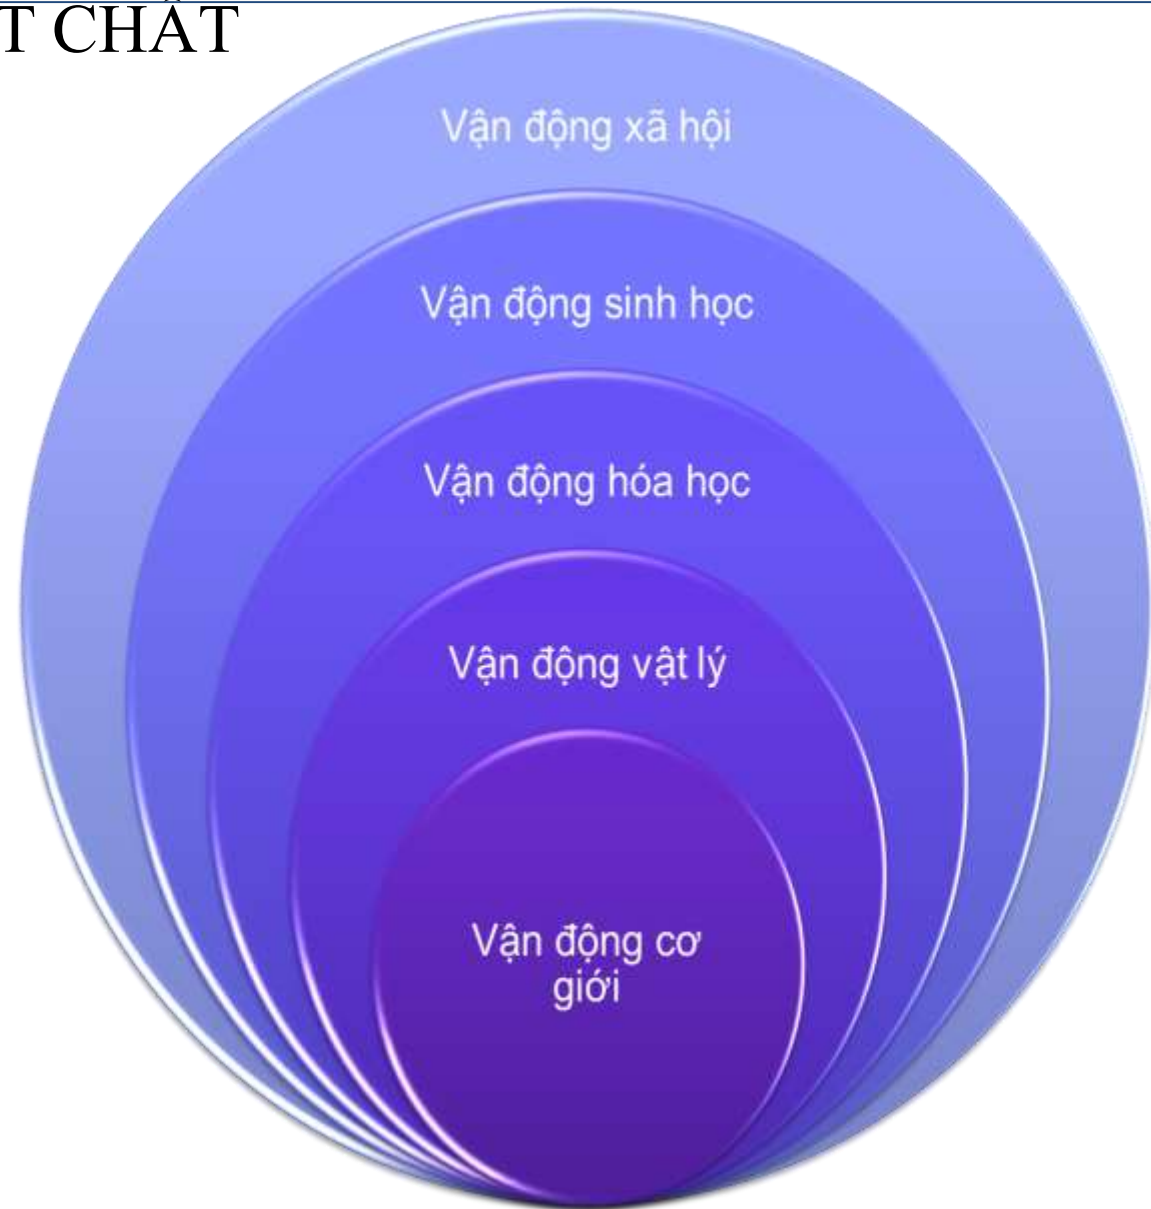 T CHẤT
Vận động xã hội
Vận động sinh học
Vận động hóa học
Vận động vật lý
Vận động cơ
giới